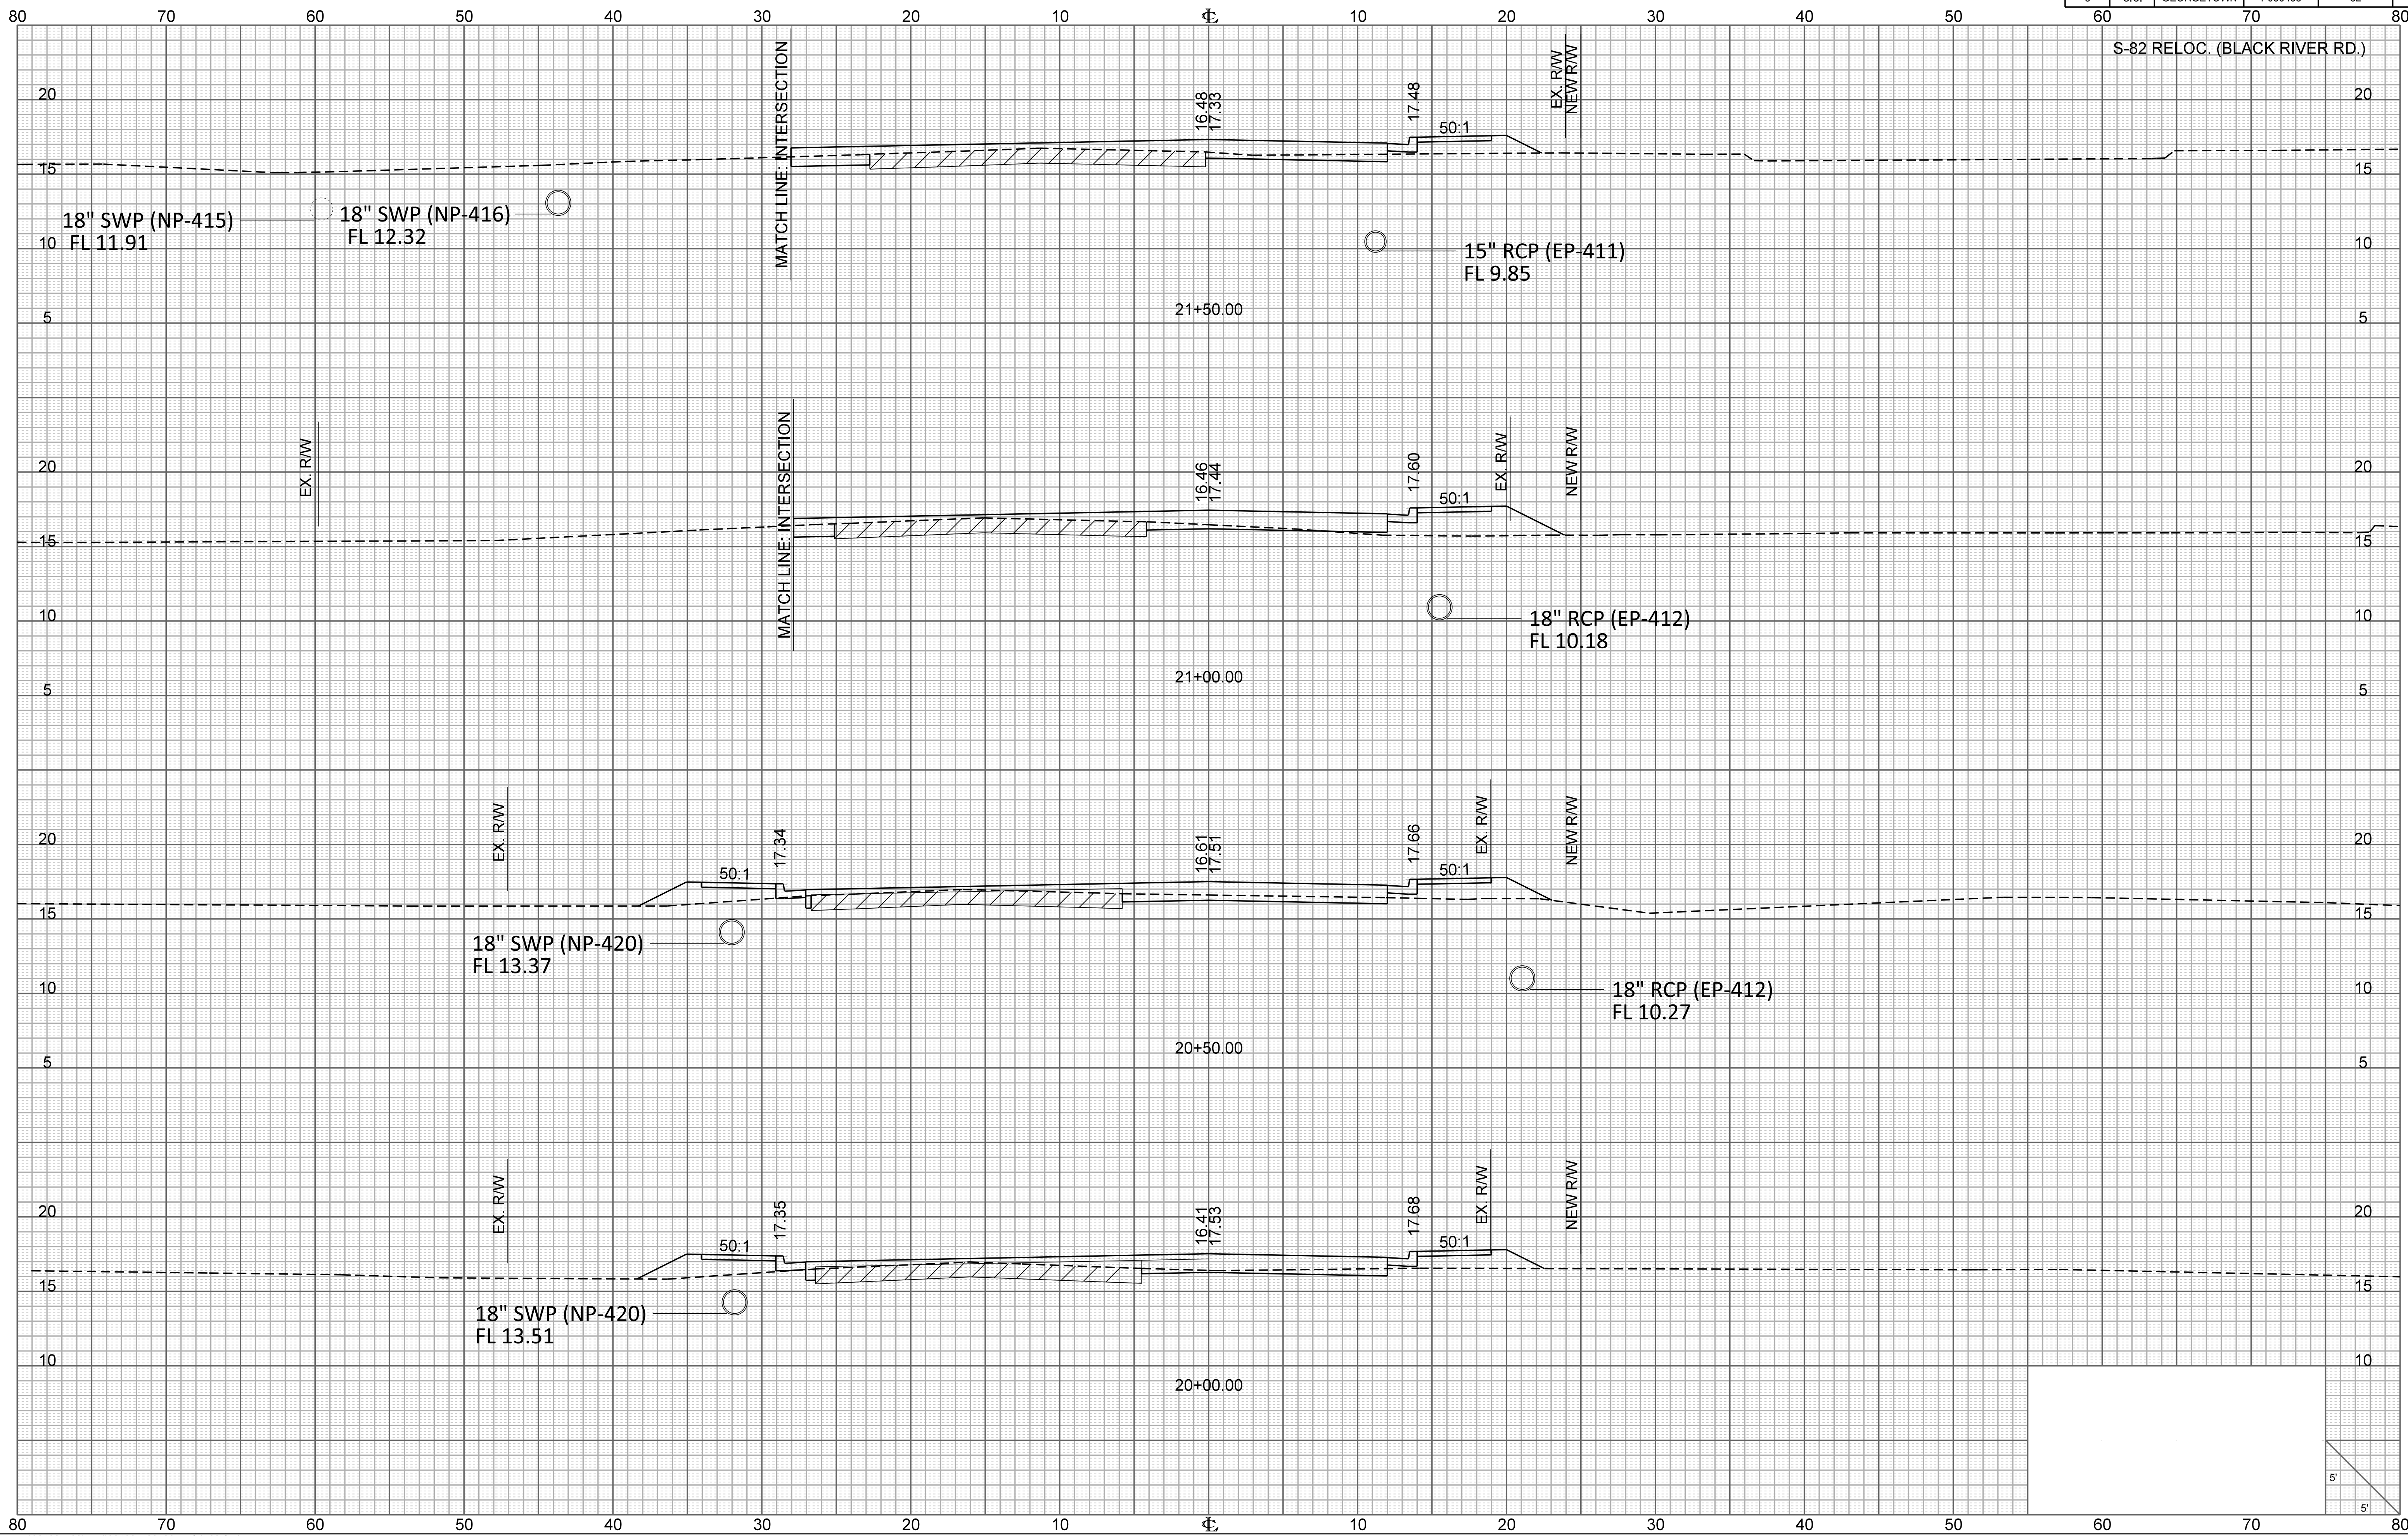 80 70 60 50 40 30 20 10 ℄ 10 20 30 40 50 60 70 80
GEORGETOWN
S-82 RELOC. (BLACK RIVER RD.)
MATCH LINE: INTERSECTION
16.48
17.33
17.48
EX. R/W
NEW R/W
20 20
50:1
15 15
18" SWP (NP-415)
FL 11.91
18" SWP (NP-416)
FL 12.32
10 10
15" RCP (EP-411)
FL 9.85
21+50.00
5 5
EX. R/W
MATCH LINE: INTERSECTION
16.46
17.44
17.60
EX. R/W
NEW R/W
20 20
50:1
15 15
10 10
18" RCP (EP-412)
FL 10.18
21+00.00
5 5
EX. R/W
17.34
16.61
17.51
17.66
EX. R/W
NEW R/W
20 20
50:1
50:1
15 15
18" SWP (NP-420)
FL 13.37
10 10
18" RCP (EP-412)
FL 10.27
20+50.00
5 5
EX. R/W
17.35
16.41
17.53
17.68
EX. R/W
NEW R/W
20 20
50:1
50:1
15 15
18" SWP (NP-420)
FL 13.51
10 10
20+00.00
5'
5'
80 70 60 50 40 30 20 10 ℄ 10 20 30 40 50 60 70 80